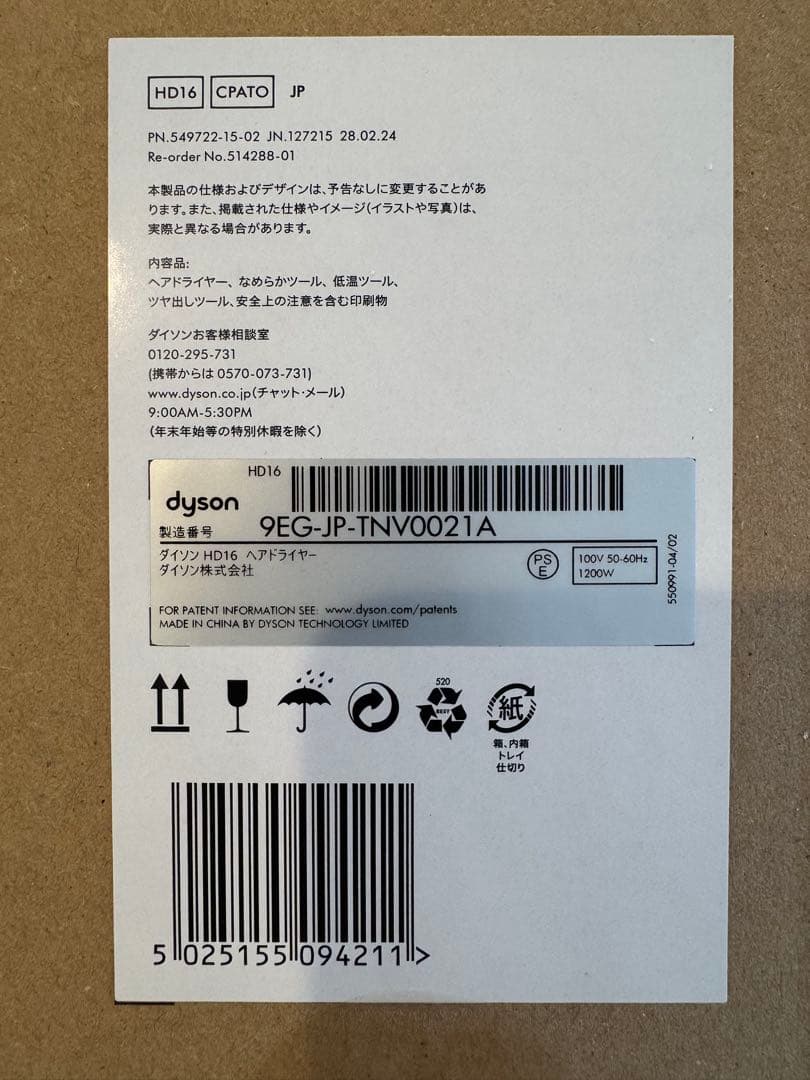 HD16 CPATO JP
PN.549722-15-02 JN.127215 28.02.24
Re-order No.514288-01
本製品の仕様およびデザインは、予告なしに変更することがあ
ります。また、掲載された仕様やイメージ(イラストや写真)は、
実際と異なる場合があります。
内容品:
ヘアドライヤー、なめらかツール、低温ツール、
ツヤ出しツール、安全上の注意を含む印刷物
ダイソンお客様相談室
0120-295-731
(携帯からは 0570-073-731)
www.dyson.co.jp(チャット・メール)
9:00AM-5:30PM
(年末年始等の特別休暇を除く)
HD16
dyson
製造番号 9EG-JP-TNV0021A
ダイソン HD16 ヘアドライヤー
ダイソン株式会社
PS
E
100V 50-60Hz
1200W
550991-04/02
FOR PATENT INFORMATION SEE: www.dyson.com/patents
MADE IN CHINA BY DYSON TECHNOLOGY LIMITED
520
BEST
紙
箱、内箱
トレイ
仕切り
5 025155 094211 >